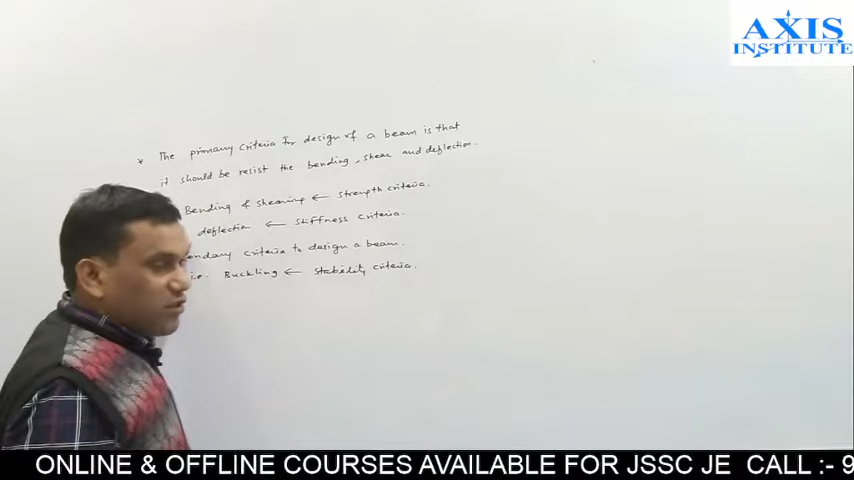 AXIS
INSTITUTE
* The primary criteria for design of a beam is that
it should be resist the bending, shear and deflection.
Bending & shearing ← strength criteria.
deflection ← stiffness criteria.
endary criteria to design a beam.
i.e. Buckling ← stability criteria.
ONLINE & OFFLINE COURSES AVAILABLE FOR JSSC JE CALL :- 9